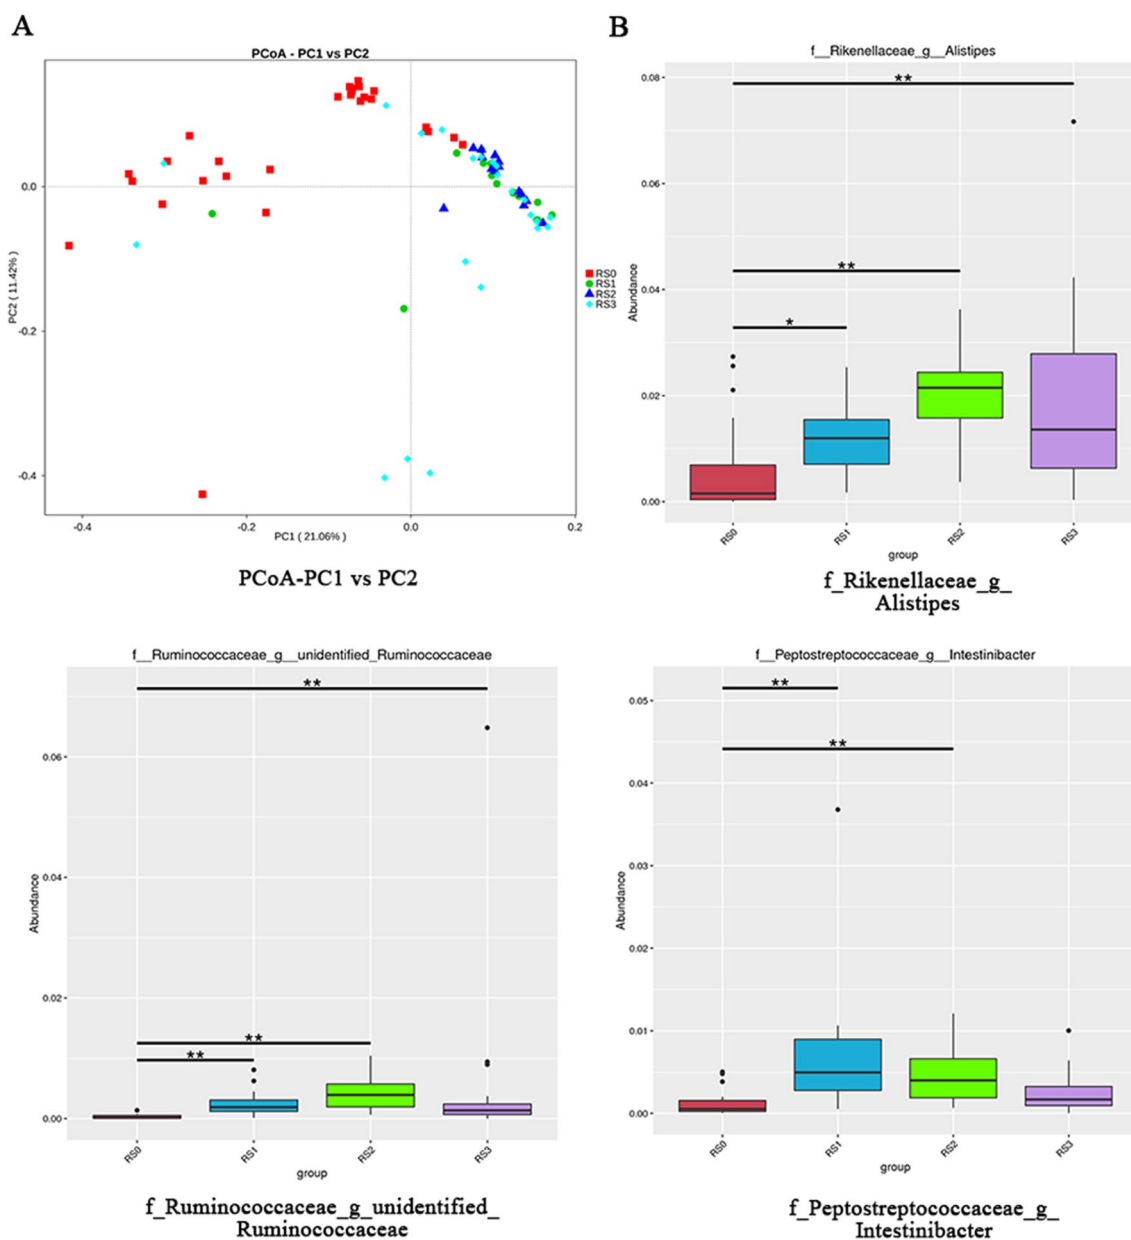 A
PCoA - PC1 vs PC2
0.0
-0.2
-0.4
PC2 ( 11.42% )
-0.4
-0.2
0.0
0.2
PC1 ( 21.06% )
RS0
RS1
RS2
RS3
PCoA-PC1 vs PC2
B
f__Rikenellaceae_g__Alistipes
**
**
*
0.08
0.06
0.04
0.02
0.00
Abundance
RS0
RS1
RS2
RS3
group
f_Rikenellaceae_g_
Alistipes
f__Ruminococcaceae_g__unidentified_Ruminococcaceae
**
**
**
0.06
0.04
0.02
0.00
Abundance
RS0
RS1
RS2
RS3
group
f_Ruminococcaceae_g_unidentified_
Ruminococcaceae
f__Peptostreptococcaceae_g__Intestinibacter
**
**
0.05
0.04
0.03
0.02
0.01
0.00
Abundance
RS0
RS1
RS2
RS3
group
f_Peptostreptococcaceae_g_
Intestinibacter